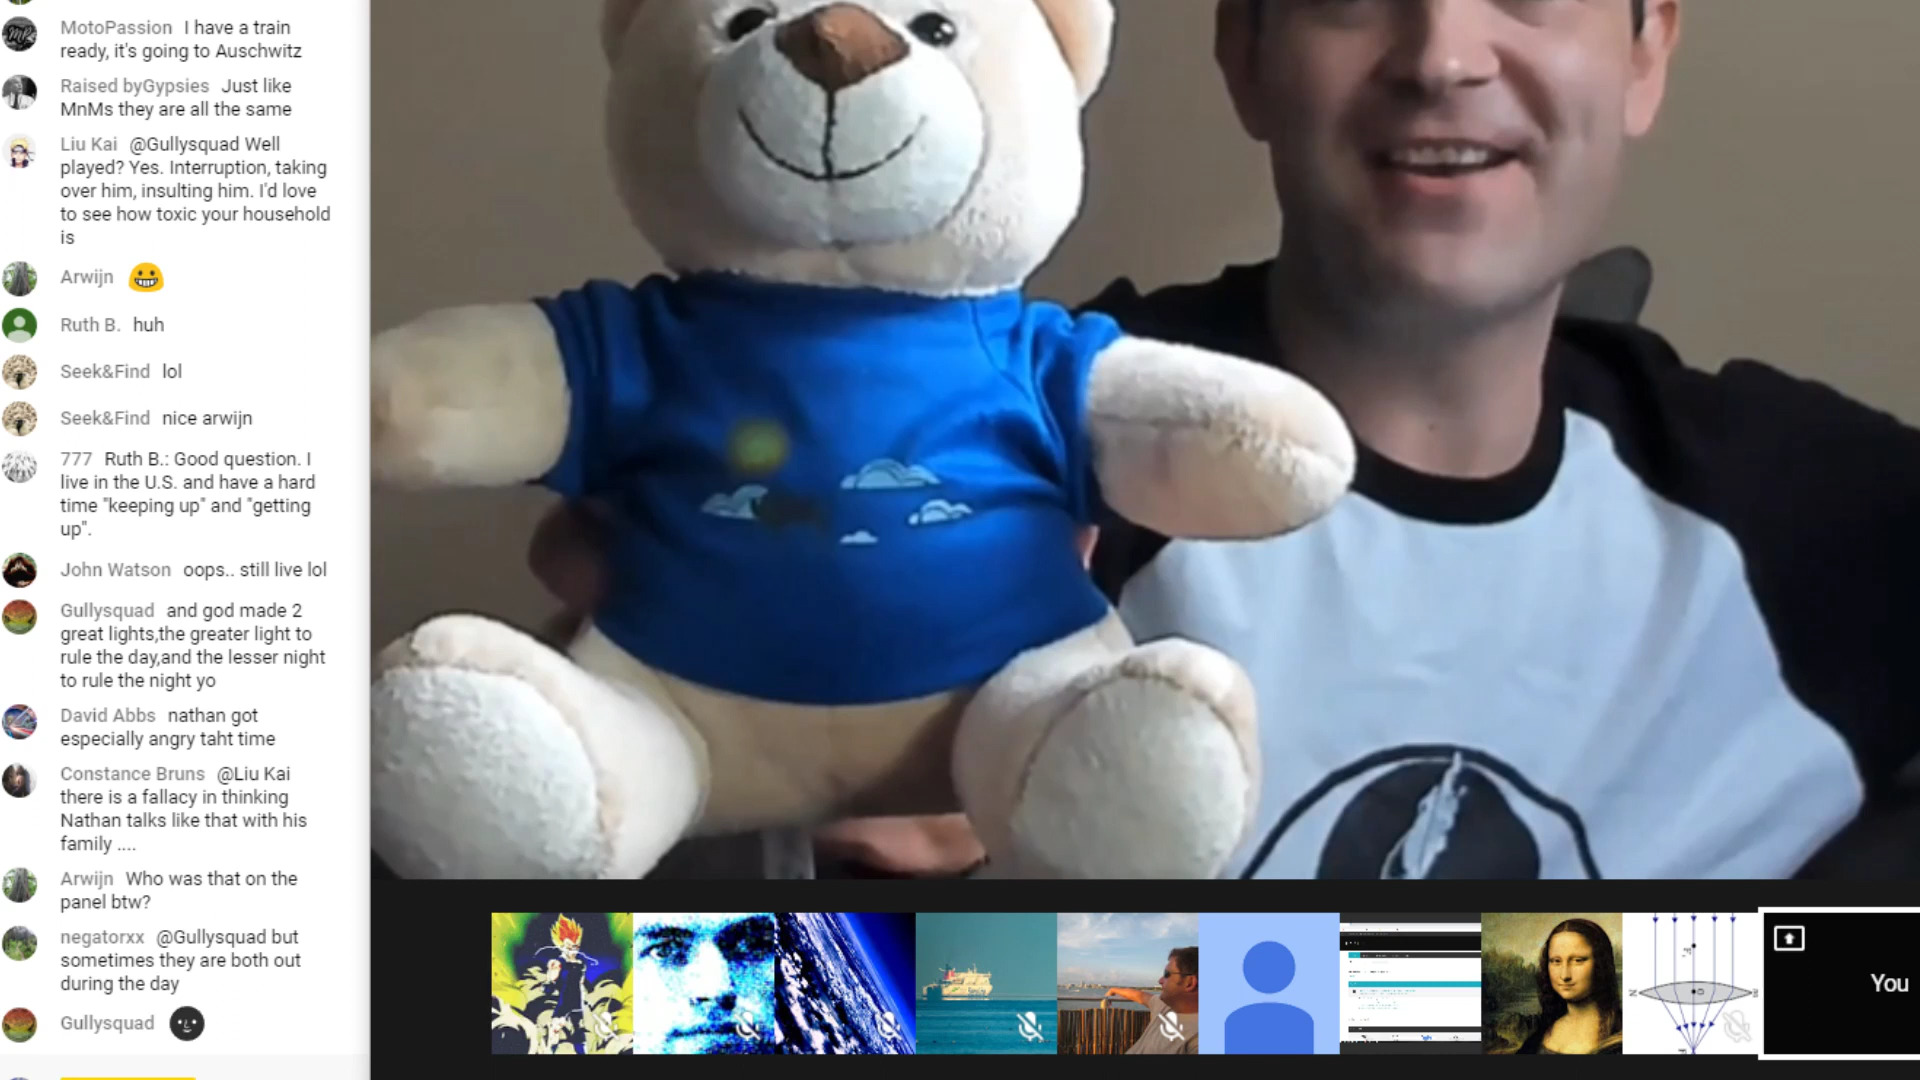 MotoPassion I have a train
ready, it's going to Auschwitz
Raised byGypsies Just like
MnMs they are all the same
Liu Kai @Gullysquad Well
played? Yes. Interruption, taking
over him, insulting him. I'd love
to see how toxic your household
is
Arwijn
Ruth B. huh
Seek&Find lol
Seek&Find nice arwijn
777 Ruth B.: Good question. I
live in the U.S. and have a hard
time "keeping up" and "getting
up".
John Watson oops.. still live lol
Gullysquad and god made 2
great lights,the greater light to
rule the day,and the lesser night
to rule the night yo
David Abbs nathan got
especially angry taht time
Constance Bruns @Liu Kai
there is a fallacy in thinking
Nathan talks like that with his
family ....
Arwijn Who was that on the
panel btw?
negatorxx @Gullysquad but
sometimes they are both out
during the day
Gullysquad
You